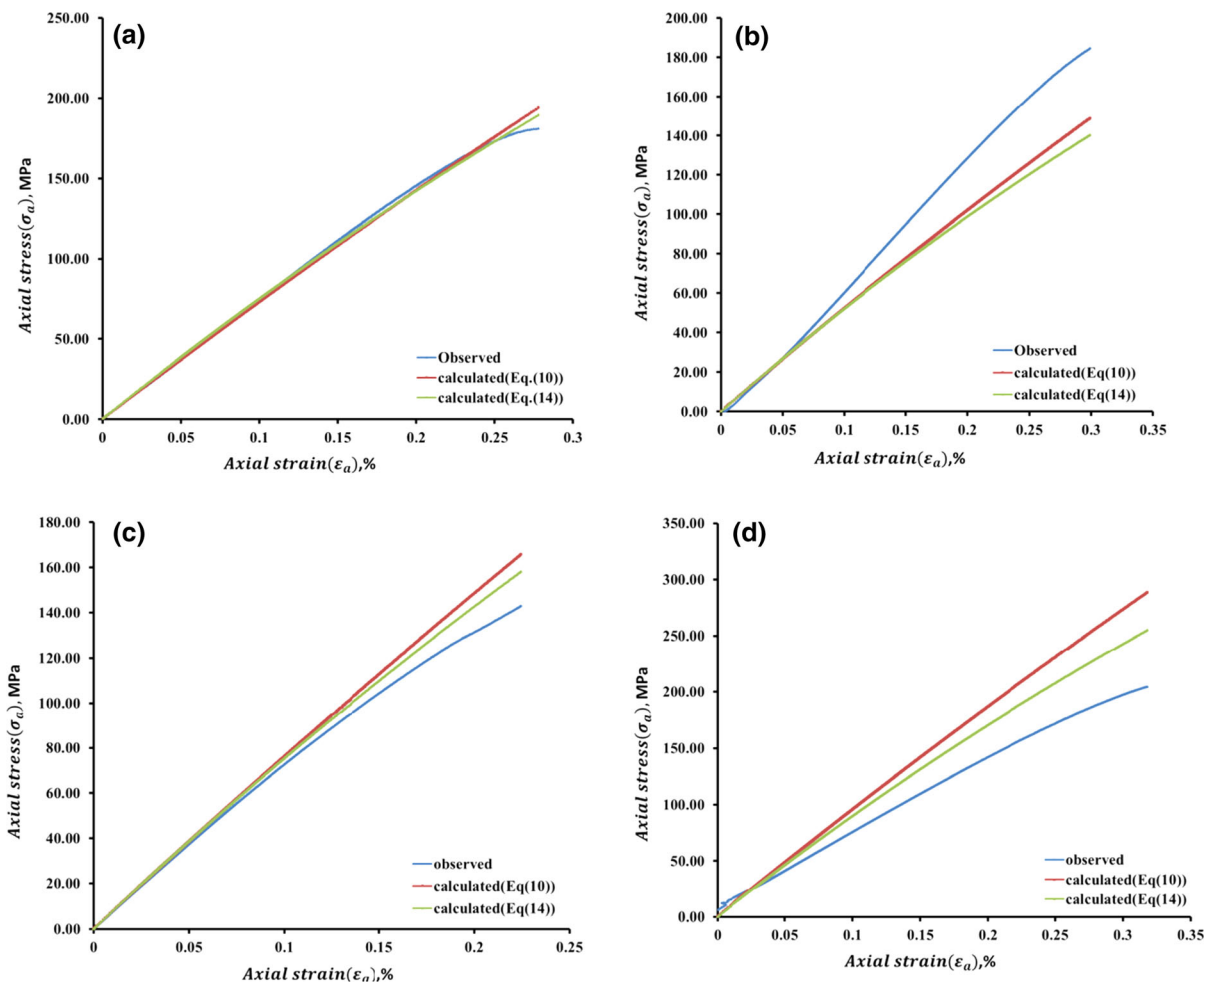 (a)
250.00
200.00
150.00
100.00
50.00
0.00
Axial stress(σₐ), MPa
Observed
calculated(Eq.(10))
calculated(Eq.(14))
0 0.05 0.1 0.15 0.2 0.25 0.3
Axial strain(εₐ),%
(b)
200.00
180.00
160.00
140.00
120.00
100.00
80.00
60.00
40.00
20.00
0.00
Axial stress(σₐ), MPa
Observed
calculated(Eq(10))
calculated(Eq(14))
0 0.05 0.1 0.15 0.2 0.25 0.3 0.35
Axial strain(εₐ),%
(c)
180.00
160.00
140.00
120.00
100.00
80.00
60.00
40.00
20.00
0.00
Axial stress(σₐ), MPa
observed
calculated(Eq(10))
calculated(Eq(14))
0 0.05 0.1 0.15 0.2 0.25
Axial strain(εₐ),%
(d)
350.00
300.00
250.00
200.00
150.00
100.00
50.00
0.00
Axial stress(σₐ), MPa
observed
calculated(Eq(10))
calculated(Eq(14))
0 0.05 0.1 0.15 0.2 0.25 0.3 0.35
Axial strain(εₐ),%